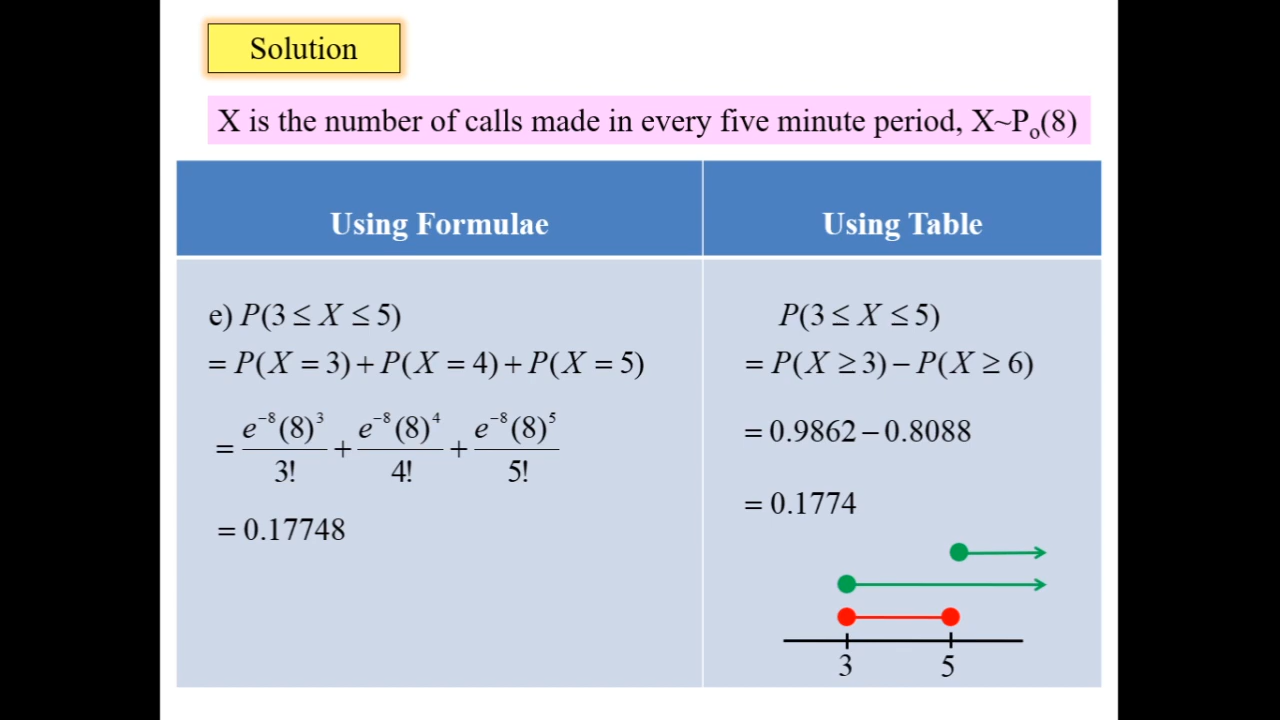 Solution
X is the number of calls made in every five minute period, X~Pₒ(8)
Using Formulae
Using Table
e) P(3 ≤ X ≤ 5)
= P(X = 3) + P(X = 4) + P(X = 5)
= e⁻⁸(8)³/3! + e⁻⁸(8)⁴/4! + e⁻⁸(8)⁵/5!
= 0.17748
P(3 ≤ X ≤ 5)
= P(X ≥ 3) − P(X ≥ 6)
= 0.9862 − 0.8088
= 0.1774
3 5